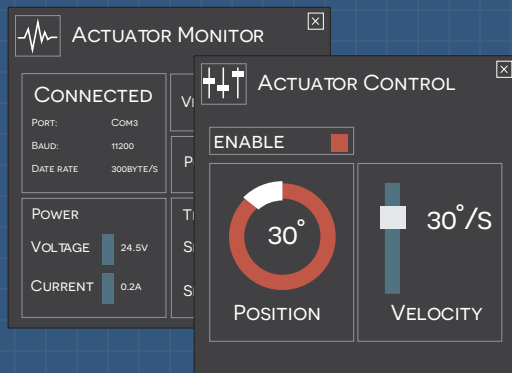 Actuator Monitor
Connected
Port: Com3
Baud: 11200
Date rate 300byte/s
Power
Voltage 24.5V
Current 0.2A
Actuator Control
ENABLE
30°
Position
30°/s
Velocity